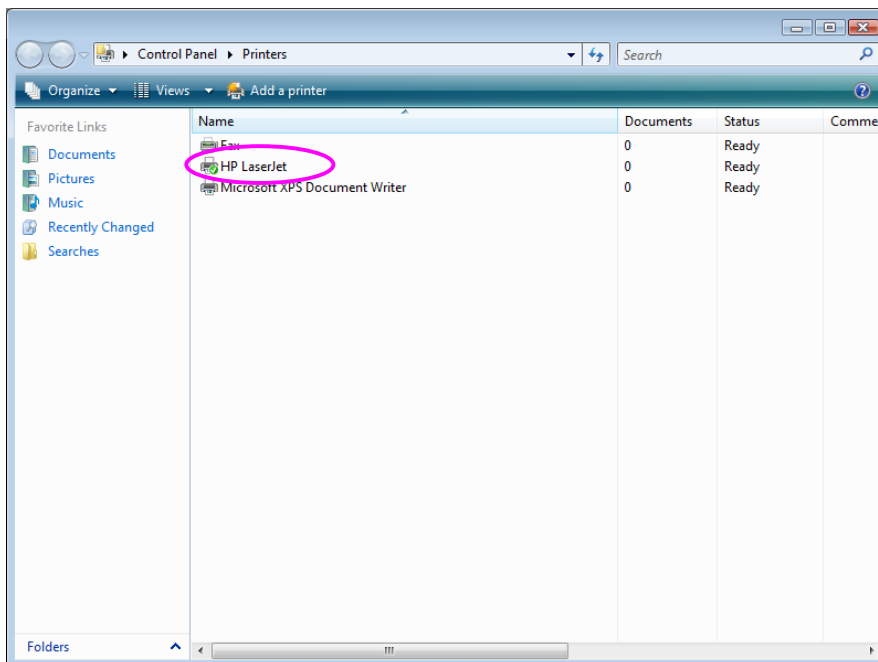 Control Panel Printers Search
Organize Views Add a printer
Favorite Links
Documents
Pictures
Music
Recently Changed
Searches
Folders
Name Documents Status Comme
Fax 0 Ready
HP LaserJet 0 Ready
Microsoft XPS Document Writer 0 Ready